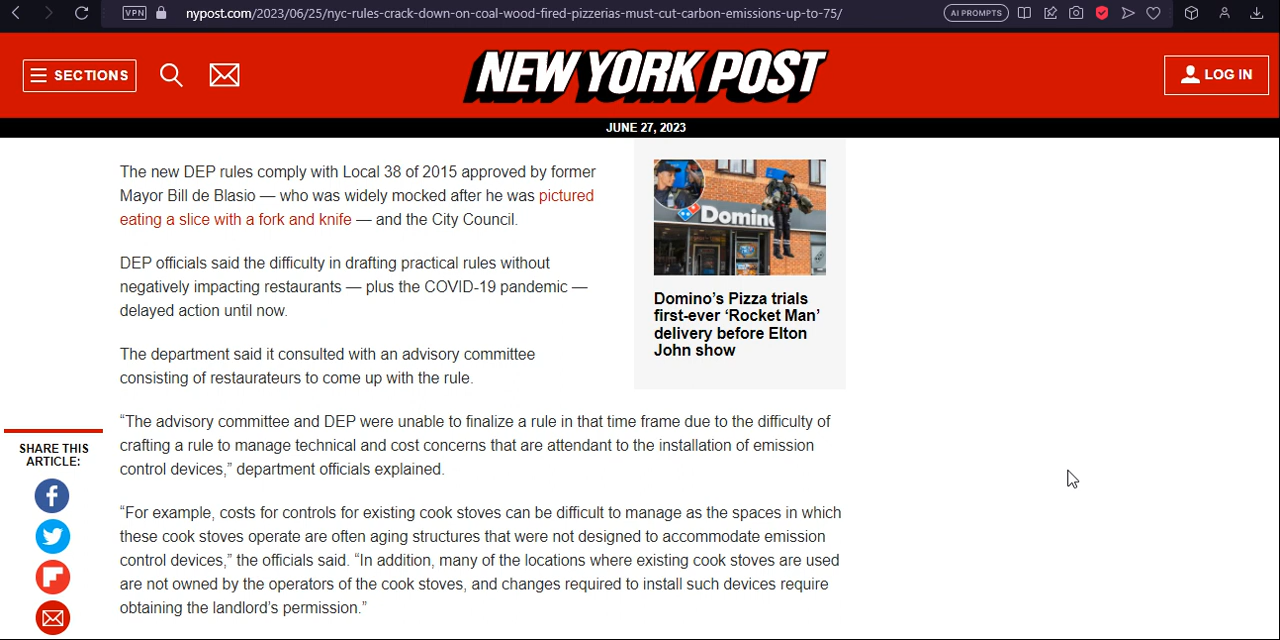 VPN
nypost.com/2023/06/25/nyc-rules-crack-down-on-coal-wood-fired-pizzerias-must-cut-carbon-emissions-up-to-75/
AI PROMPTS
SECTIONS
NEW YORK POST
LOG IN
JUNE 27, 2023
The new DEP rules comply with Local 38 of 2015 approved by former
Mayor Bill de Blasio — who was widely mocked after he was pictured
eating a slice with a fork and knife — and the City Council.
DEP officials said the difficulty in drafting practical rules without
negatively impacting restaurants — plus the COVID-19 pandemic —
delayed action until now.
The department said it consulted with an advisory committee
consisting of restaurateurs to come up with the rule.
Domino
Domino’s Pizza trials
first-ever ‘Rocket Man’
delivery before Elton
John show
“The advisory committee and DEP were unable to finalize a rule in that time frame due to the difficulty of
crafting a rule to manage technical and cost concerns that are attendant to the installation of emission
control devices,” department officials explained.
“For example, costs for controls for existing cook stoves can be difficult to manage as the spaces in which
these cook stoves operate are often aging structures that were not designed to accommodate emission
control devices,” the officials said. “In addition, many of the locations where existing cook stoves are used
are not owned by the operators of the cook stoves, and changes required to install such devices require
obtaining the landlord’s permission.”
SHARE THIS
ARTICLE: